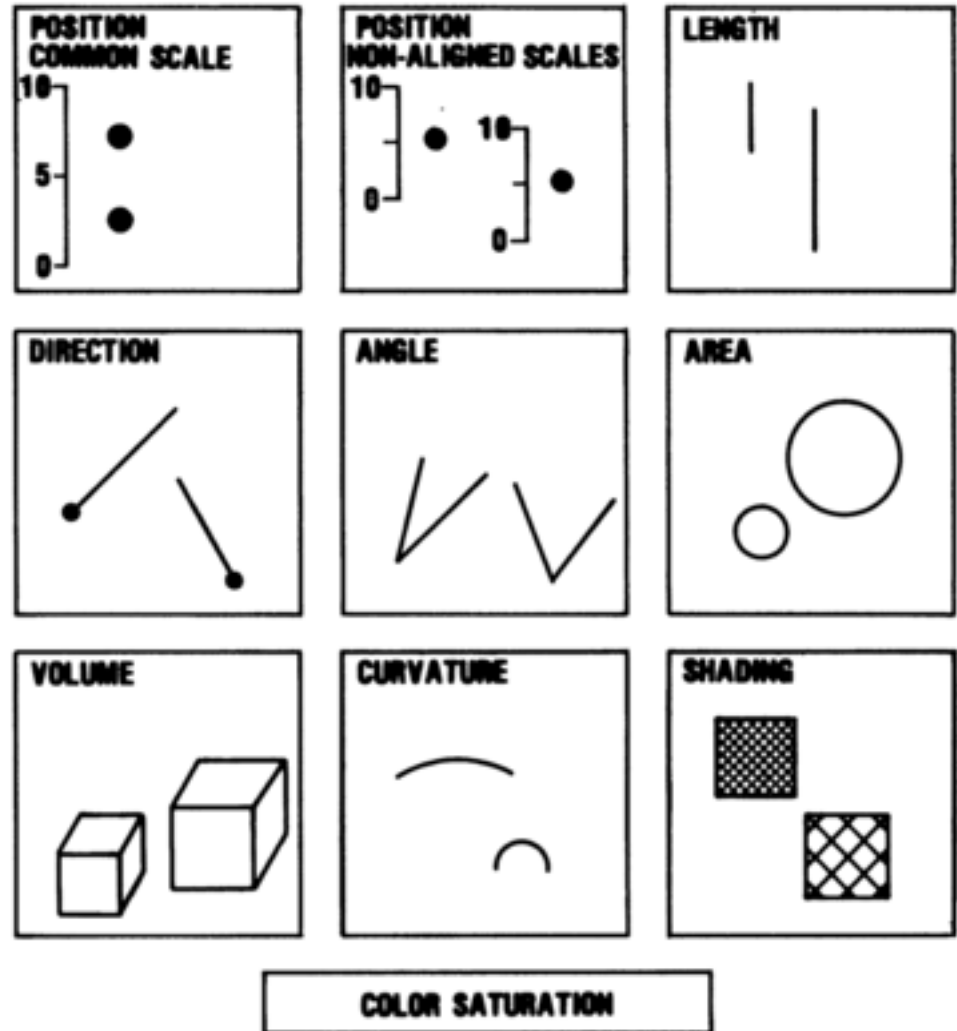 POSITION
COMMON SCALE
10
5
0
POSITION
NON-ALIGNED SCALES
10
0
10
0
LENGTH
DIRECTION
ANGLE
AREA
VOLUME
CURVATURE
SHADING
COLOR SATURATION